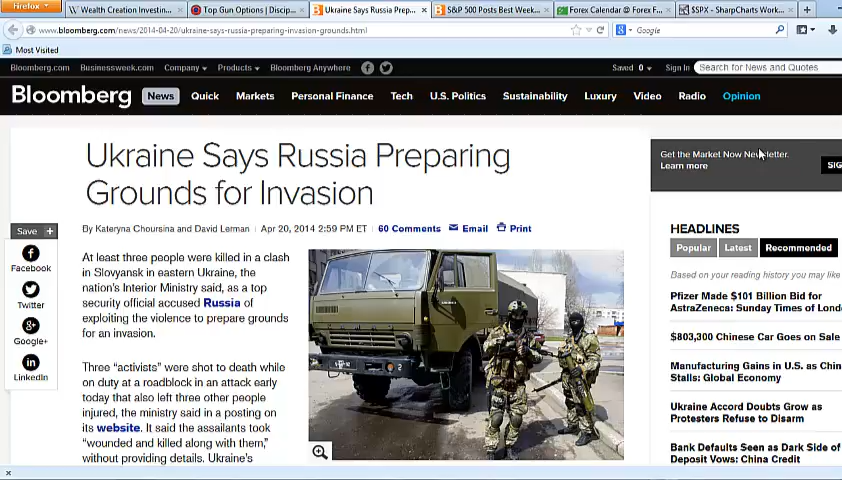 Firefox
Wealth Creation Investin...
Top Gun Options | Discip...
Ukraine Says Russia Prep...
S&P 500 Posts Best Week...
Forex Calendar @ Forex F...
$SPX - SharpCharts Work...
www.bloomberg.com/news/2014-04-20/ukraine-says-russia-preparing-invasion-grounds.html
Google
Most Visited
Bloomberg.com Businessweek.com Company Products Bloomberg Anywhere
Saved 0 Sign In Search for News and Quotes
Bloomberg News Quick Markets Personal Finance Tech U.S. Politics Sustainability Luxury Video Radio Opinion
Ukraine Says Russia Preparing
Grounds for Invasion
By Kateryna Choursina and David Lerman | Apr 20, 2014 2:59 PM ET | 60 Comments Email Print
Save +
Facebook
Twitter
Google+
LinkedIn
At least three people were killed in a clash
in Slovyansk in eastern Ukraine, the
nation's Interior Ministry said, as a top
security official accused Russia of
exploiting the violence to prepare grounds
for an invasion.
Three “activists” were shot to death while
on duty at a roadblock in an attack early
today that also left three other people
injured, the ministry said in a posting on
its website. It said the assailants took
“wounded and killed along with them,”
without providing details. Ukraine's
Get the Market Now Newsletter.
Learn more
SIG
HEADLINES
Popular Latest Recommended
Based on your reading history you may like
Pfizer Made $101 Billion Bid for
AstraZeneca: Sunday Times of Londo
$803,300 Chinese Car Goes on Sale
Manufacturing Gains in U.S. as Chin
Stalls: Global Economy
Ukraine Accord Doubts Grow as
Protesters Refuse to Disarm
Bank Defaults Seen as Dark Side of
Deposit Vows: China Credit